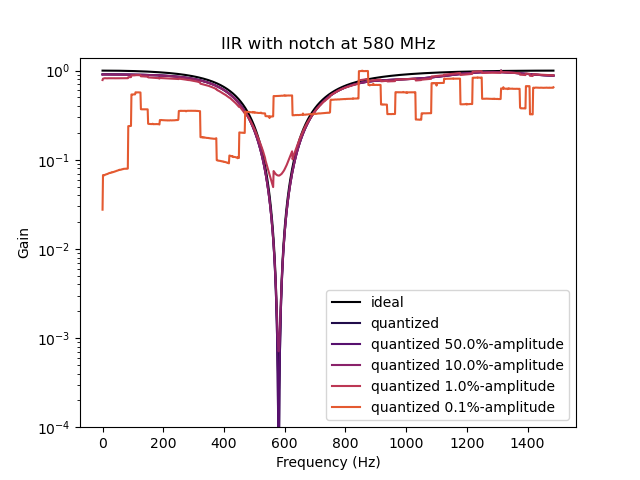 IIR with notch at 580 MHz
Gain
10⁰
10⁻¹
10⁻²
10⁻³
10⁻⁴
ideal
quantized
quantized 50.0%-amplitude
quantized 10.0%-amplitude
quantized 1.0%-amplitude
quantized 0.1%-amplitude
0 200 400 600 800 1000 1200 1400
Frequency (Hz)